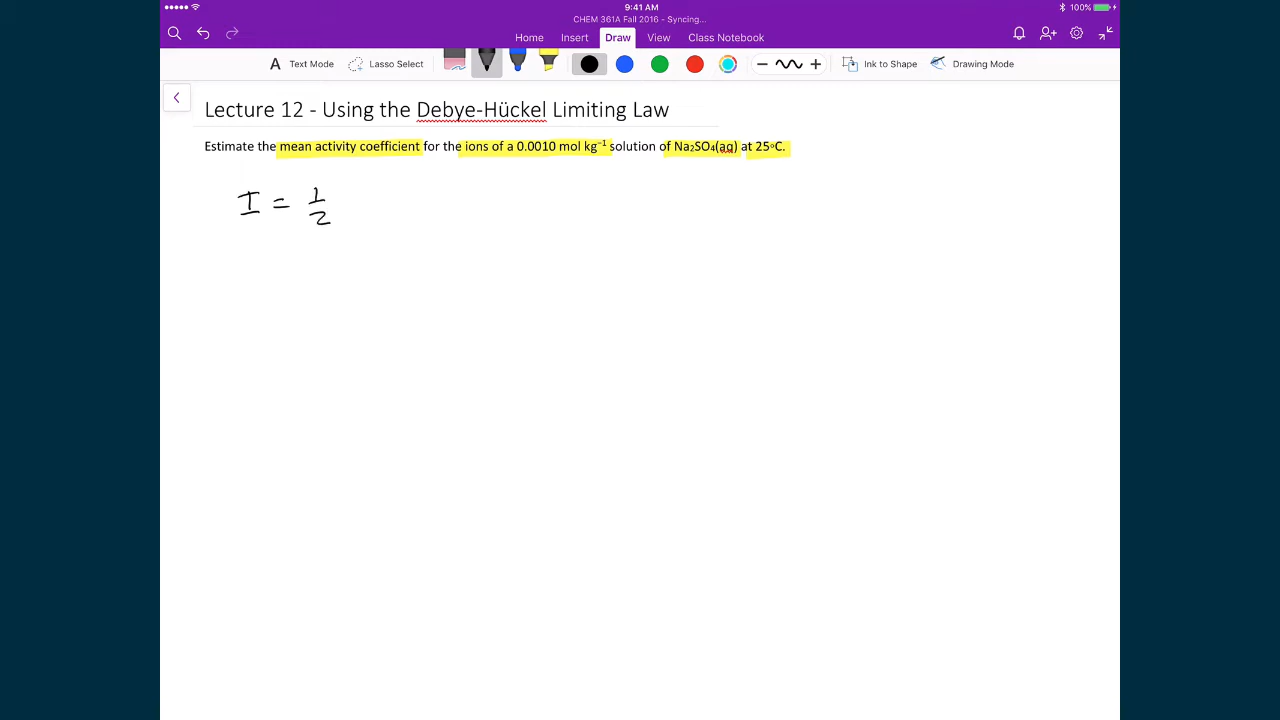 9:41 AM
100%
CHEM 361A Fall 2016 - Syncing...
Home Insert Draw View Class Notebook
A Text Mode Lasso Select Ink to Shape Drawing Mode
Lecture 12 - Using the Debye-Hückel Limiting Law
Estimate the mean activity coefficient for the ions of a 0.0010 mol kg⁻¹ solution of Na₂SO₄(aq) at 25°C.
I = 1/2